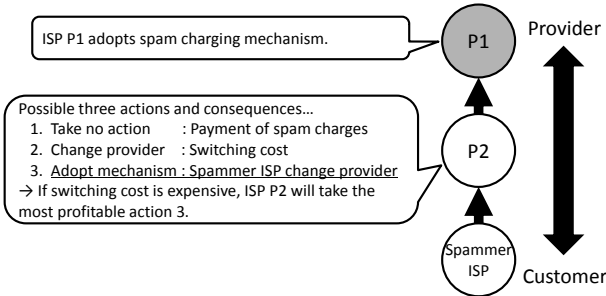 ISP P1 adopts spam charging mechanism.
P1
Provider
Possible three actions and consequences…
1. Take no action : Payment of spam charges
2. Change provider : Switching cost
3. Adopt mechanism : Spammer ISP change provider
→ If switching cost is expensive, ISP P2 will take the
most profitable action 3.
P2
Spammer
ISP
Customer